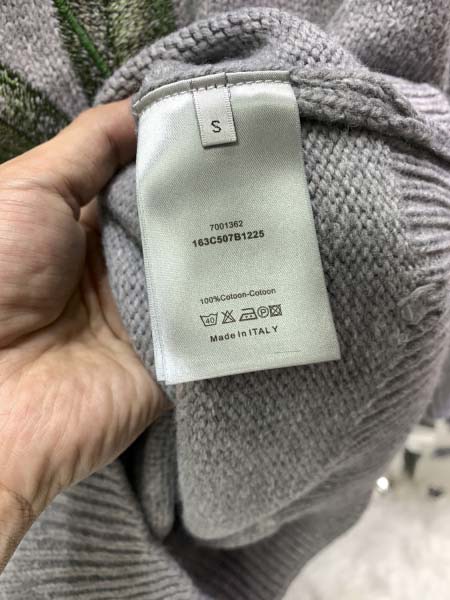 S
7001362
163C507B1225
100%Cotoon-Cotoon
40 P
Made in ITALY